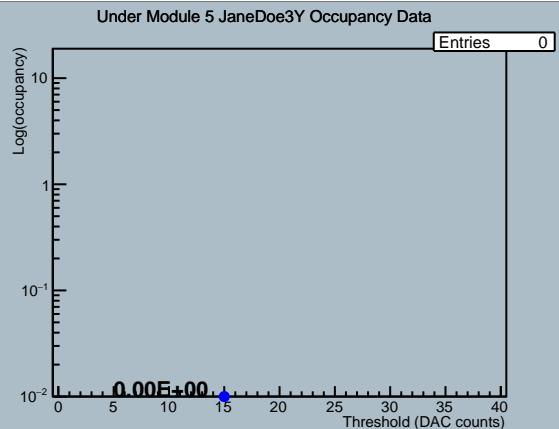 Under Module 5 JaneDoe3Y Occupancy Data
Entries 0
Log(occupancy)
10
1
10⁻¹
10⁻²
0.00E+00
0 5 10 15 20 25 30 35 40
Threshold (DAC counts)